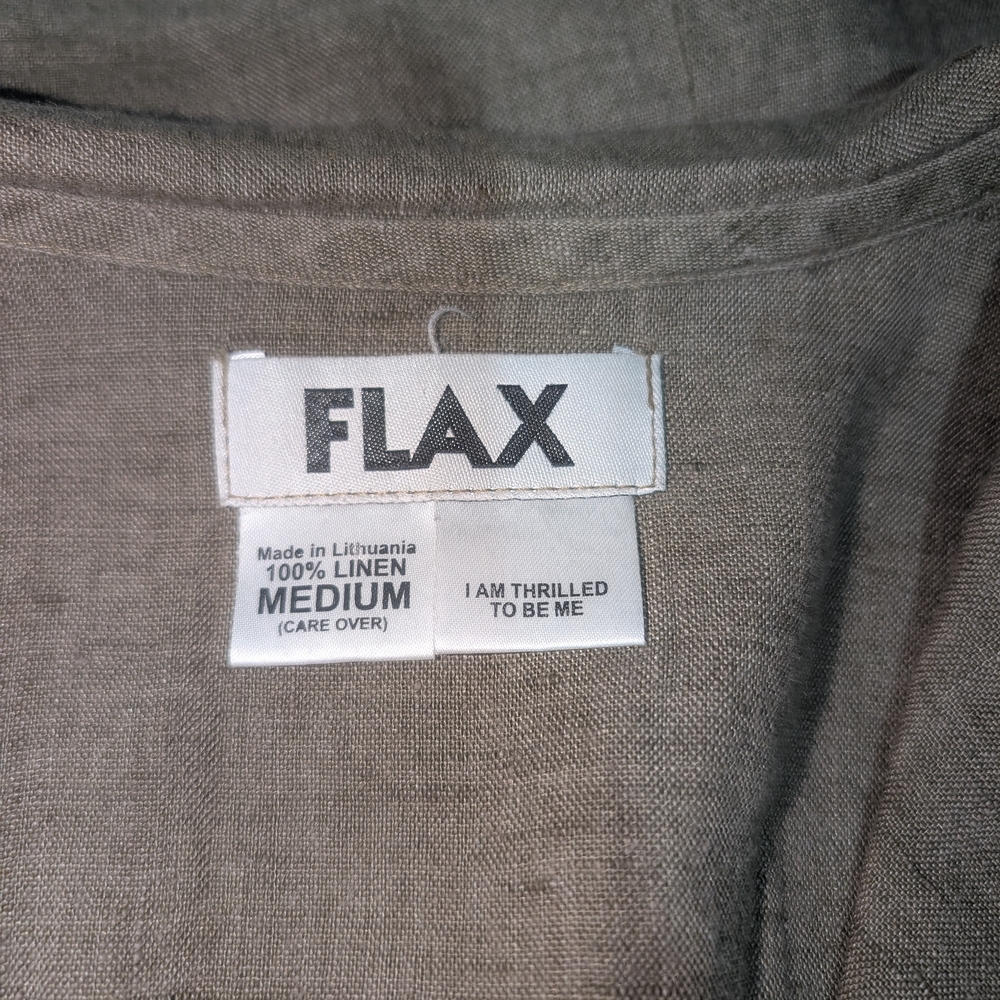 FLAX
Made in Lithuania
100% LINEN
MEDIUM
(CARE OVER)
I AM THRILLED
TO BE ME